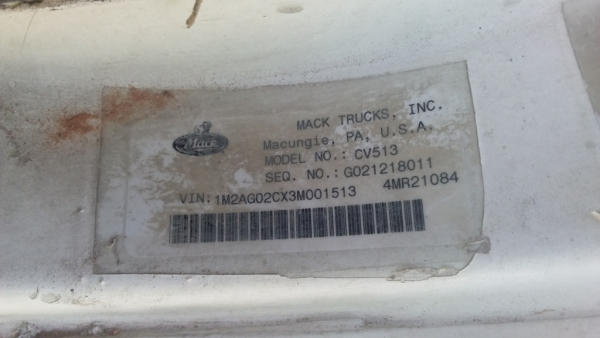 Mack
MACK TRUCKS, INC.
Macungie, PA, U.S.A.
MODEL NO.: CV513
SEQ. NO.: G021218011
VIN:1M2AG02CX3M001513 4MR21084